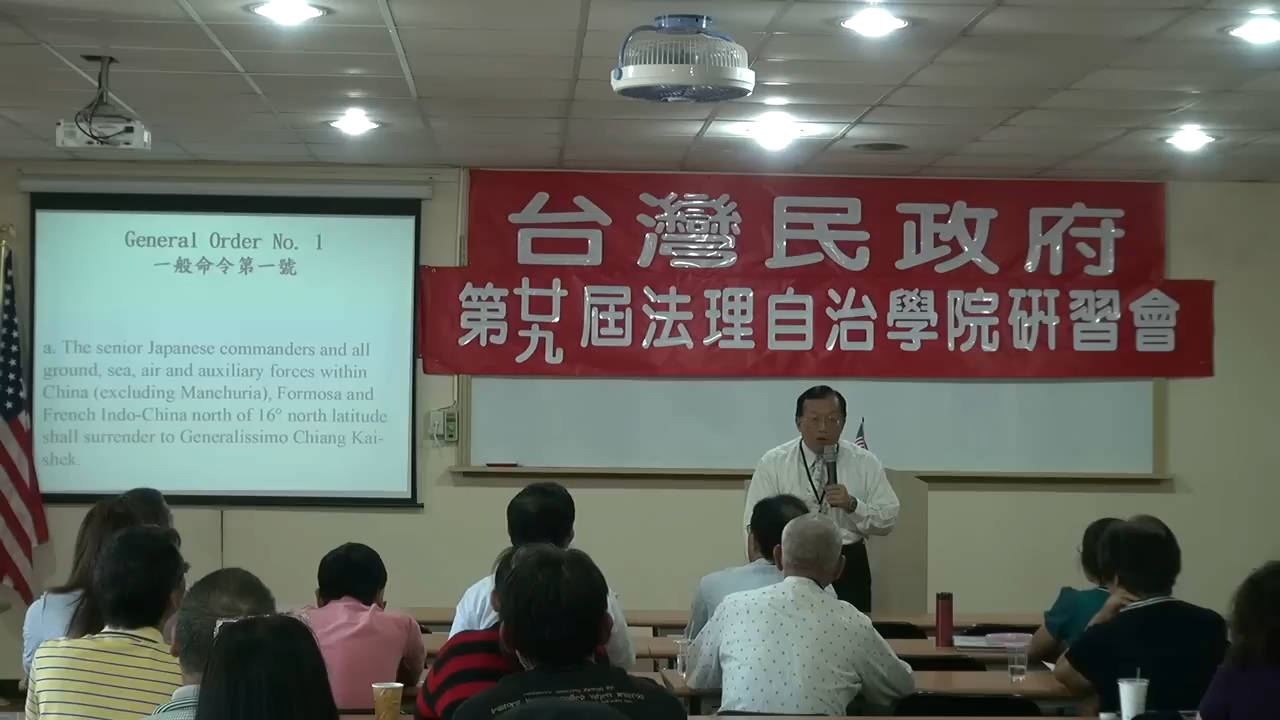 General Order No. 1
一般命令第一號
a. The senior Japanese commanders and all
ground, sea, air and auxiliary forces within
China (excluding Manchuria), Formosa and
French Indo-China north of 16° north latitude
shall surrender to Generalissimo Chiang Kai-
shek.
台灣民政府
第廿九屆法理自治學院研習會